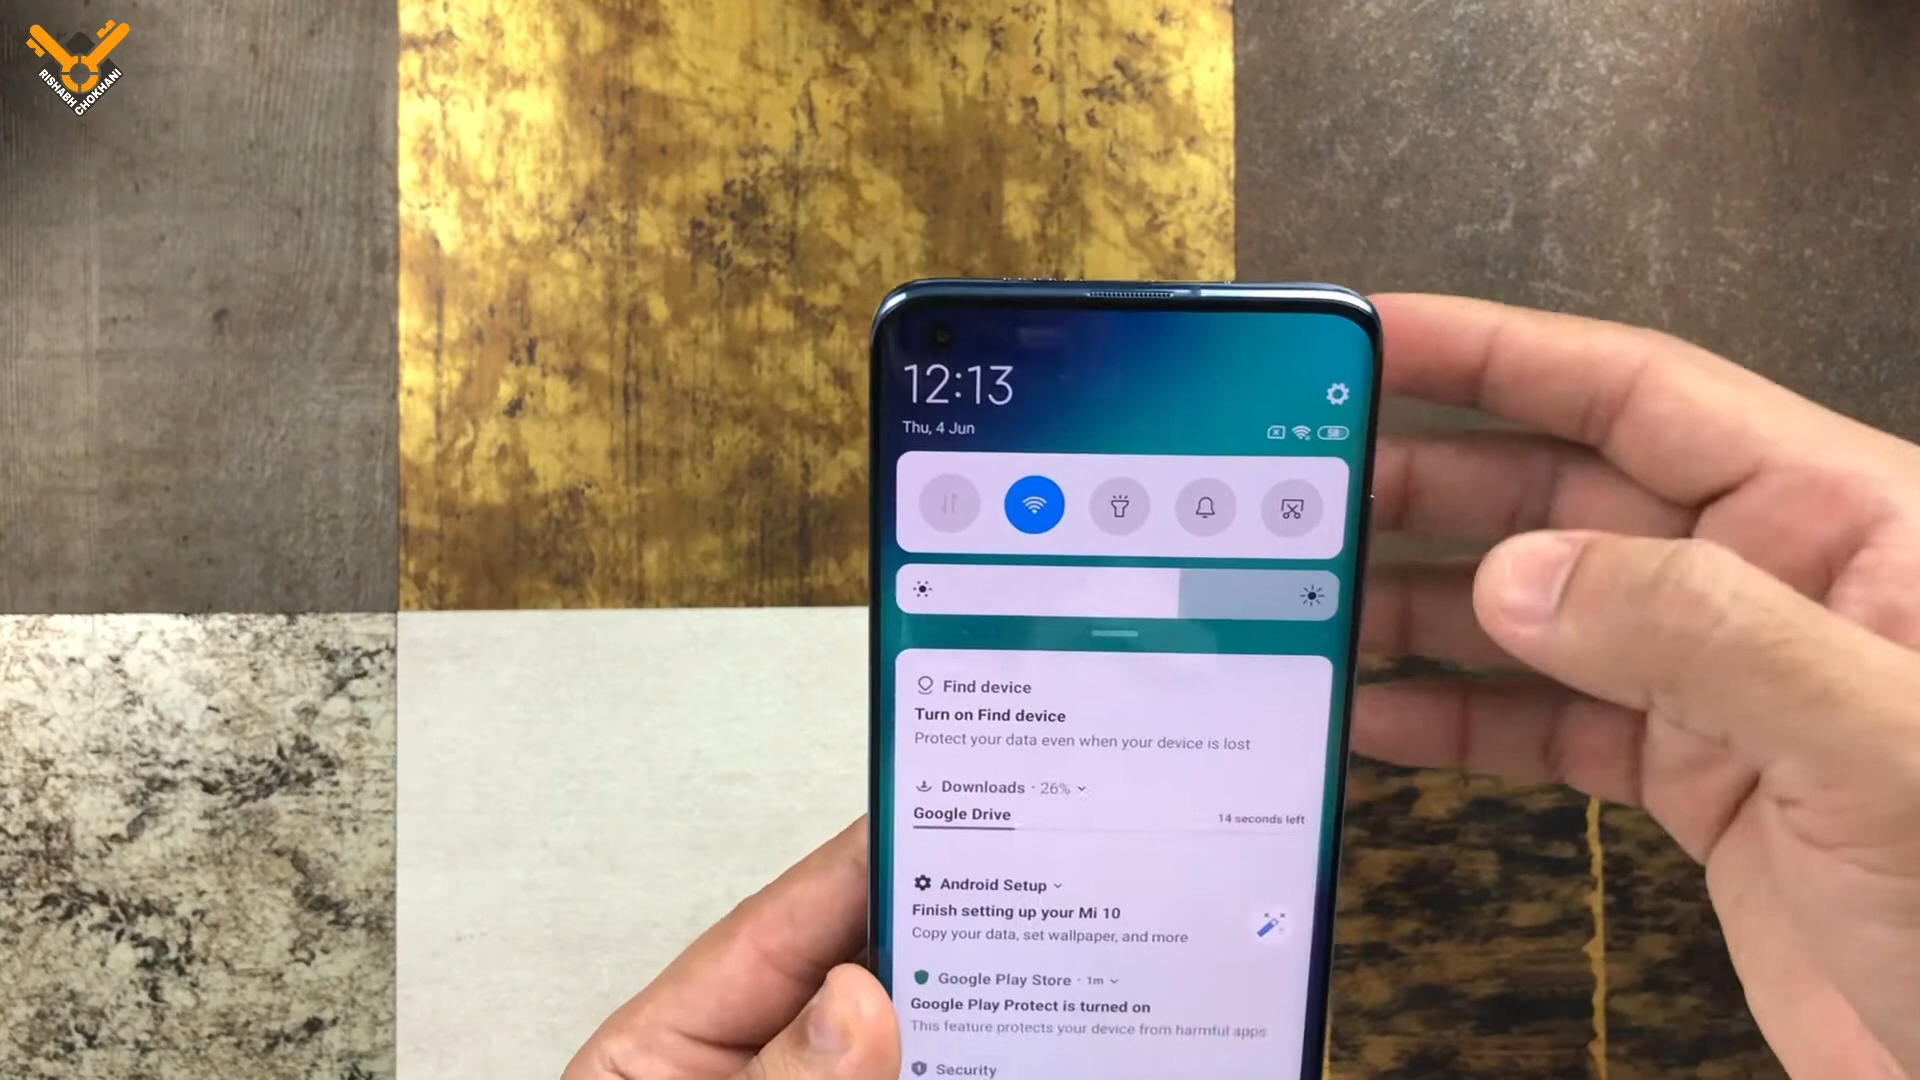 RISHABH CHOKHANI
12:13
Thu, 4 Jun
58
Find device
Turn on Find device
Protect your data even when your device is lost
Downloads · 26%
Google Drive
14 seconds left
Android Setup
Finish setting up your Mi 10
Copy your data, set wallpaper, and more
Google Play Store · 1m
Google Play Protect is turned on
This feature protects your device from harmful apps
Security